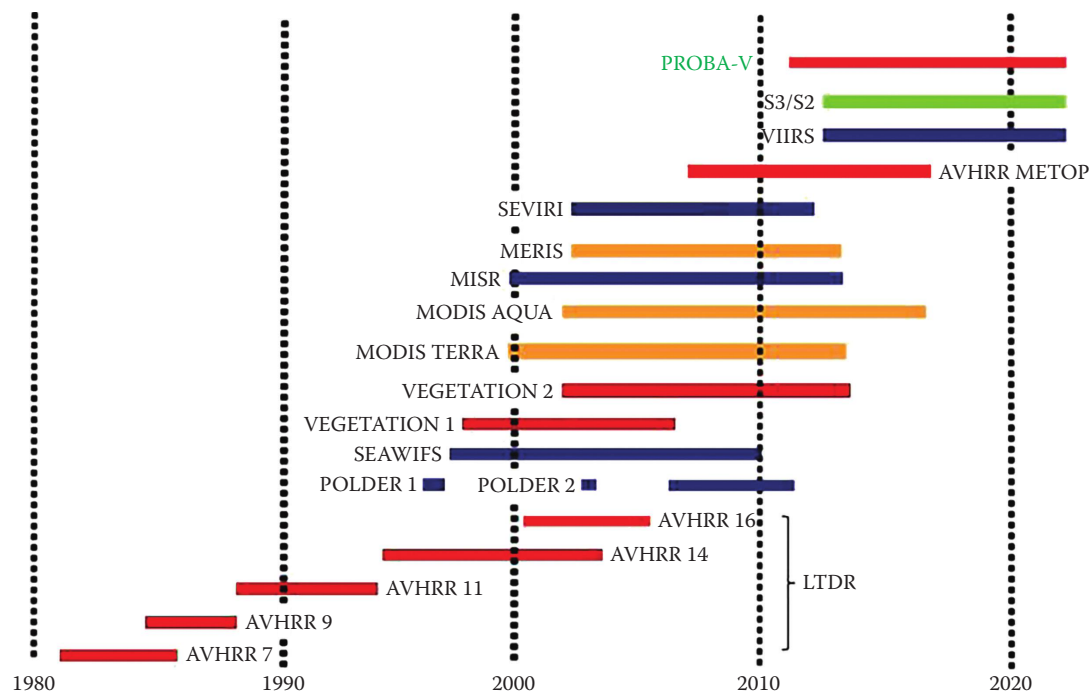 PROBA-V
S3/S2
VIIRS
AVHRR METOP
SEVIRI
MERIS
MISR
MODIS AQUA
MODIS TERRA
VEGETATION 2
VEGETATION 1
SEAWIFS
POLDER 1 POLDER 2
AVHRR 16
AVHRR 14
LTDR
AVHRR 11
AVHRR 9
AVHRR 7
1980 1990 2000 2010 2020